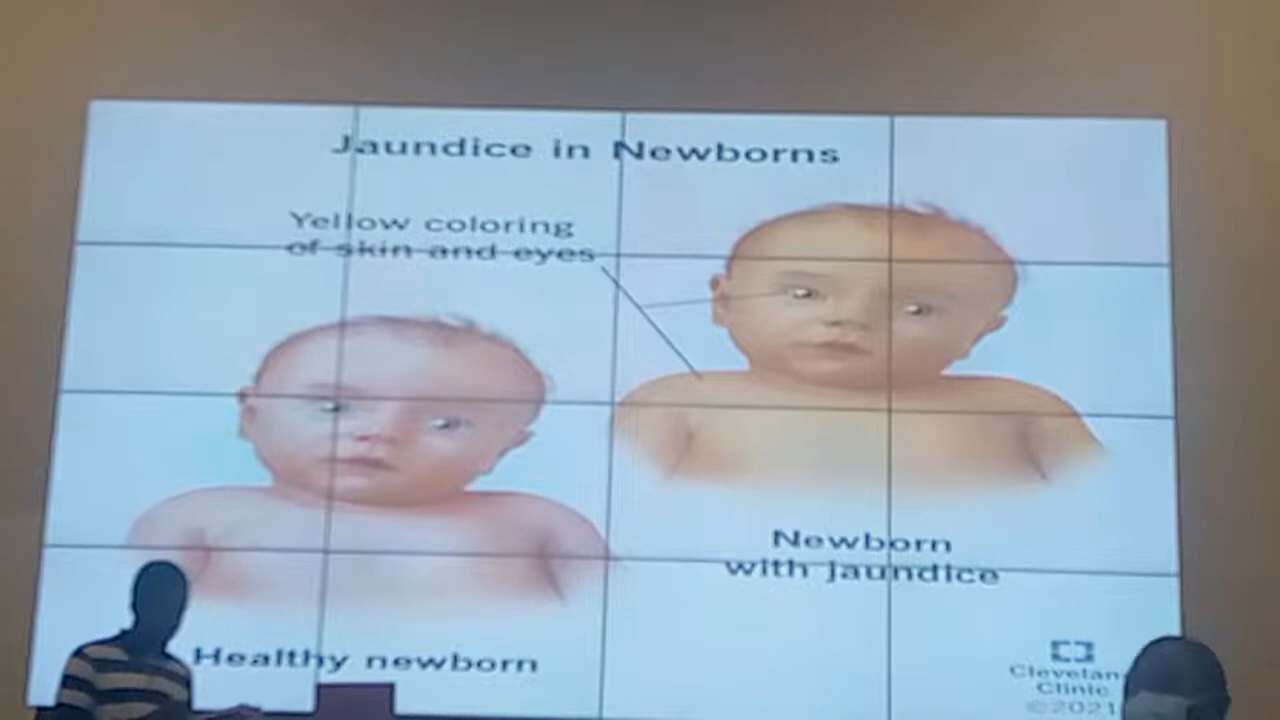 Jaundice in Newborns
Yellow coloring
of skin and eyes
Newborn
with jaundice
Healthy newborn
Clevelan
Clinic
©2021